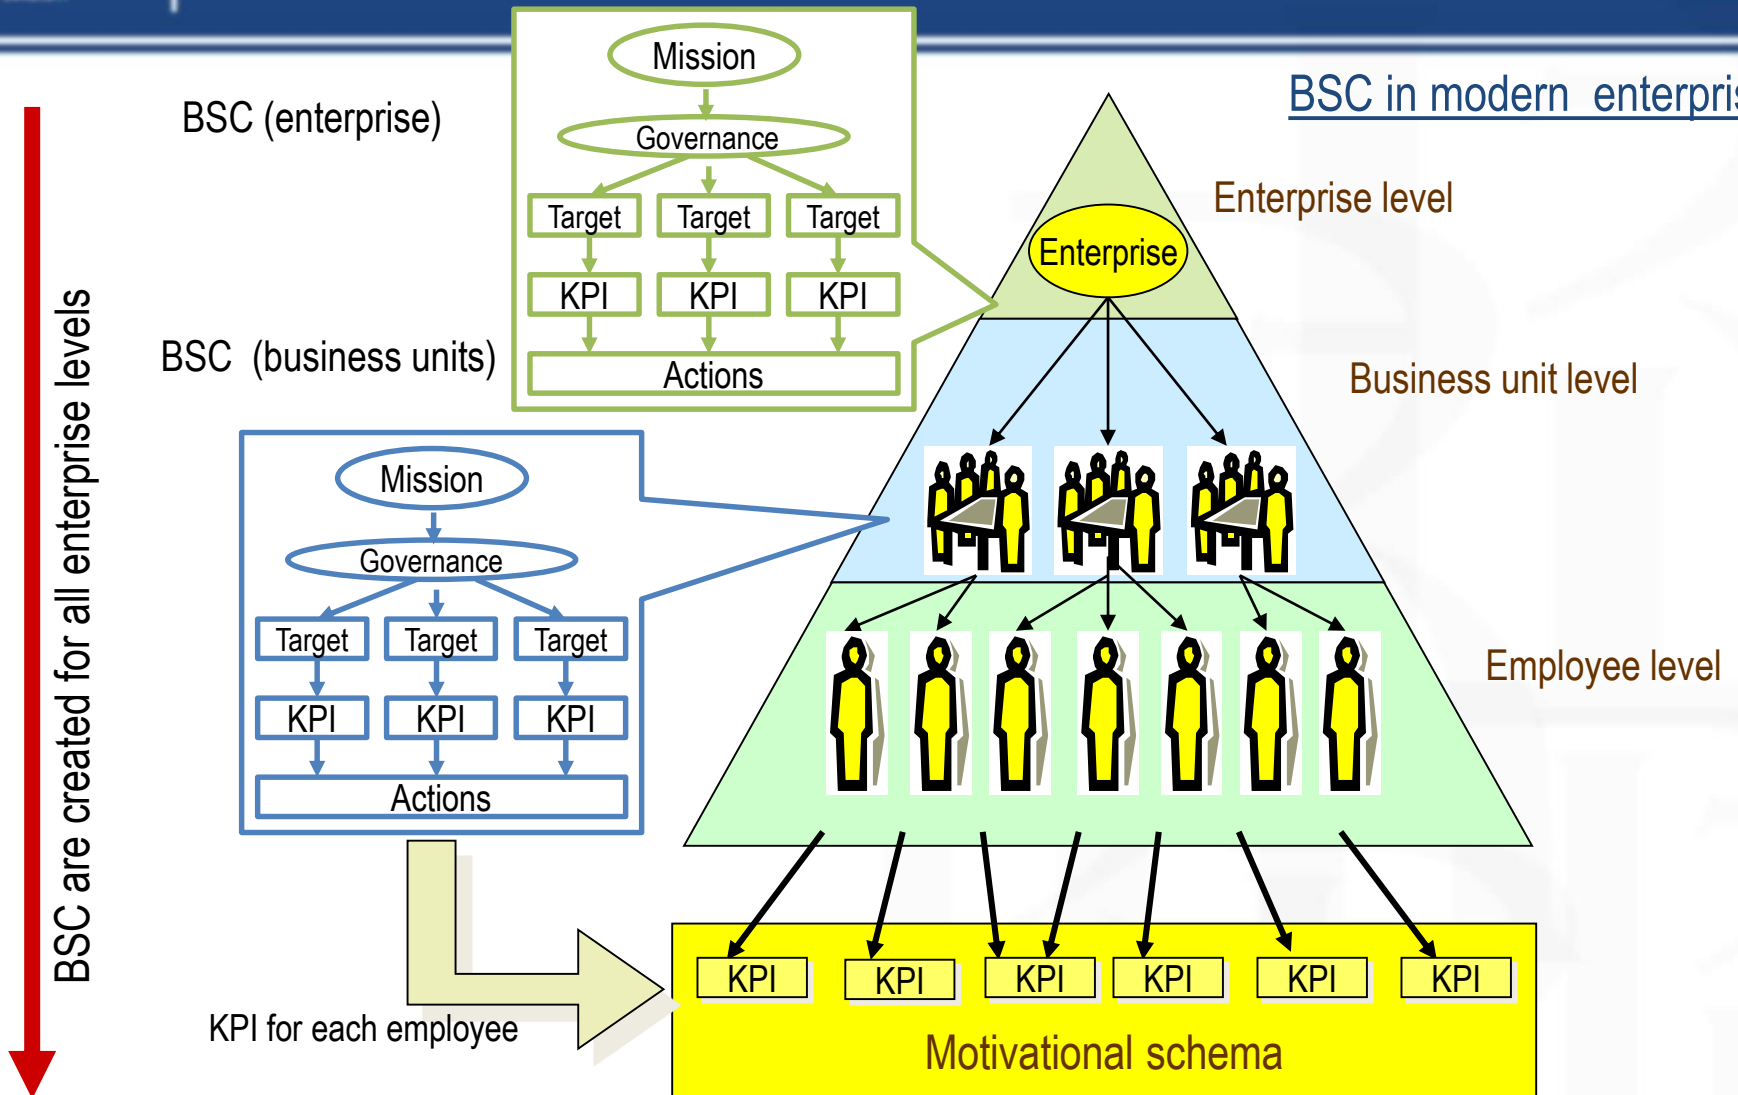 BSC in modern enterpris
BSC (enterprise)
Mission
Governance
Target Target Target
KPI KPI KPI
Actions
Enterprise level
Enterprise
BSC (business units)
Business unit level
Mission
Governance
Target Target Target
KPI KPI KPI
Actions
Employee level
BSC are created for all enterprise levels
KPI for each employee
KPI KPI KPI KPI KPI KPI
Motivational schema